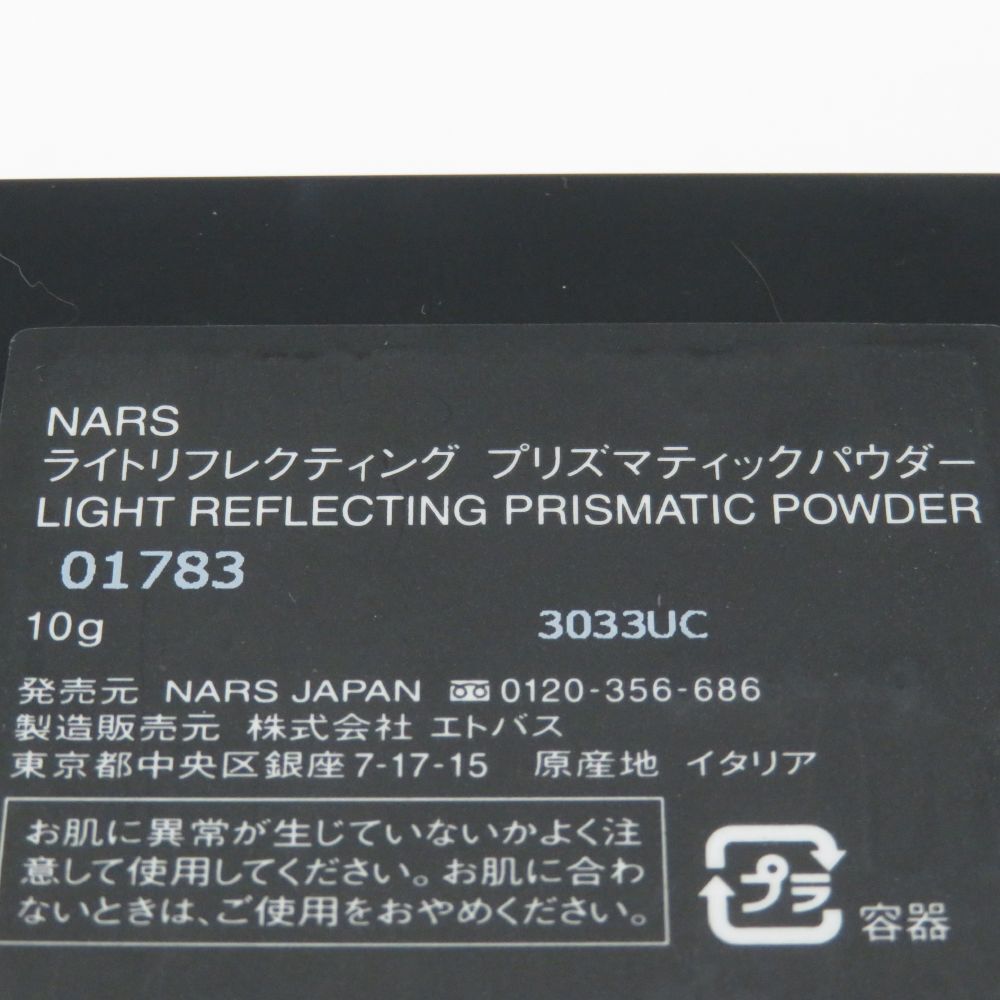 NARS
ライトリフレクティング プリズマティックパウダー
LIGHT REFLECTING PRISMATIC POWDER
01783
10g 3033UC
発売元 NARS JAPAN 0120-356-686
製造販売元 株式会社 エトバス
東京都中央区銀座7-17-15 原産地 イタリア
お肌に異常が生じていないかよく注
意して使用してください。お肌に合わ
ないときは、ご使用をおやめください。
プラ
容器